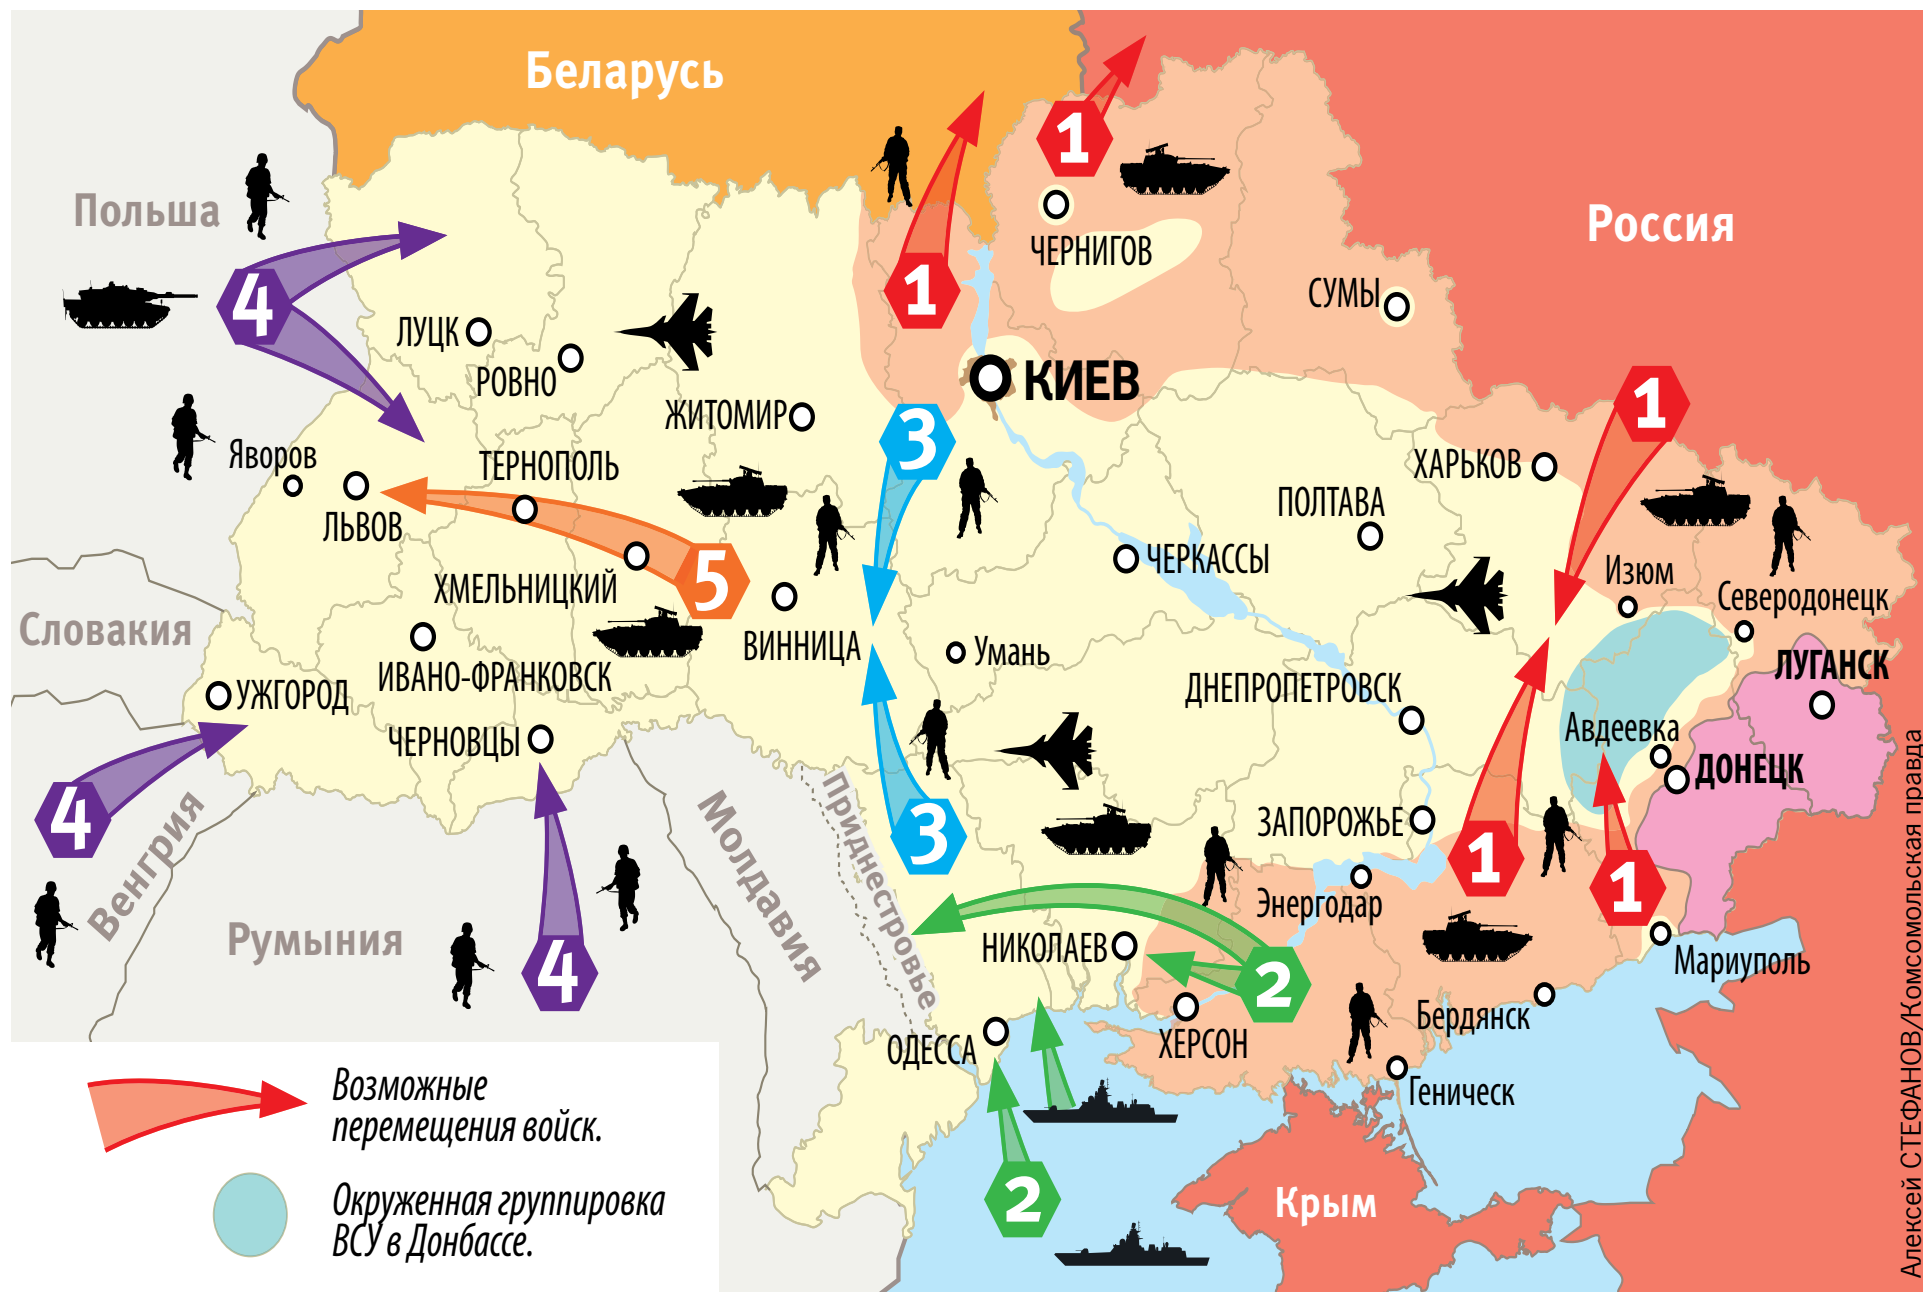 Беларусь
1
Польша
Россия
1
ЧЕРНИГОВ
4
1
СУМЫ
ЛУЦК
РОВНО
КИЕВ
1
ЖИТОМИР
3
Яворов
ТЕРНОПОЛЬ
ХАРЬКОВ
ЛЬВОВ
ПОЛТАВА
5
ХМЕЛЬНИЦКИЙ
ЧЕРКАССЫ
Изюм
Северодонецк
Словакия
ВИННИЦА
Умань
ЛУГАНСК
ИВАНО-ФРАНКОВСК
УЖГОРОД
ДНЕПРОПЕТРОВСК
ЧЕРНОВЦЫ
Авдеевка
ДОНЕЦК
4
Венгрия
Молдавия
Приднестровье
3
ЗАПОРОЖЬЕ
1
1
Энергодар
Румыния
4
НИКОЛАЕВ
2
Мариуполь
Бердянск
ОДЕССА
ХЕРСОН
Геническ
2
Крым
Возможные
перемещения войск.
Окруженная группировка
ВСУ в Донбассе.
Алексей СТЕФАНОВ/Комсомольская правда